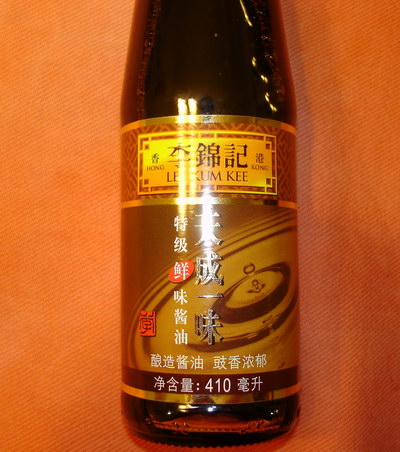 香港
HONG KONG
李錦記
LEE KUM KEE
天成一味
特级鲜味酱油
酿造酱油 豉香浓郁
净含量: 410 毫升